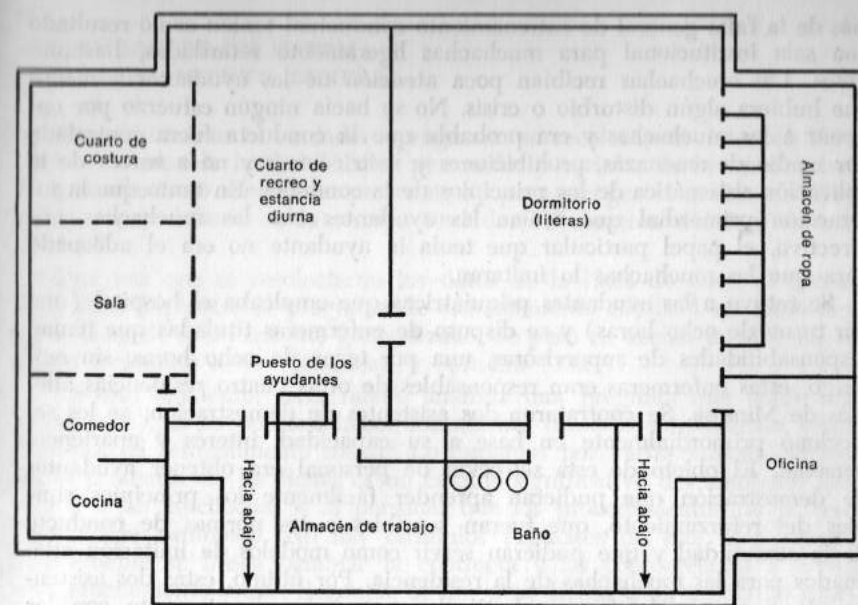 Cuarto de
costura
Cuarto de
recreo y
estancia
diurna
Dormitorio
(literas)
Almacén de ropa
Sala
Puesto de los
ayudantes
Comedor
Cocina
Hacia abajo
Almacén de trabajo
Baño
Hacia abajo
Oficina